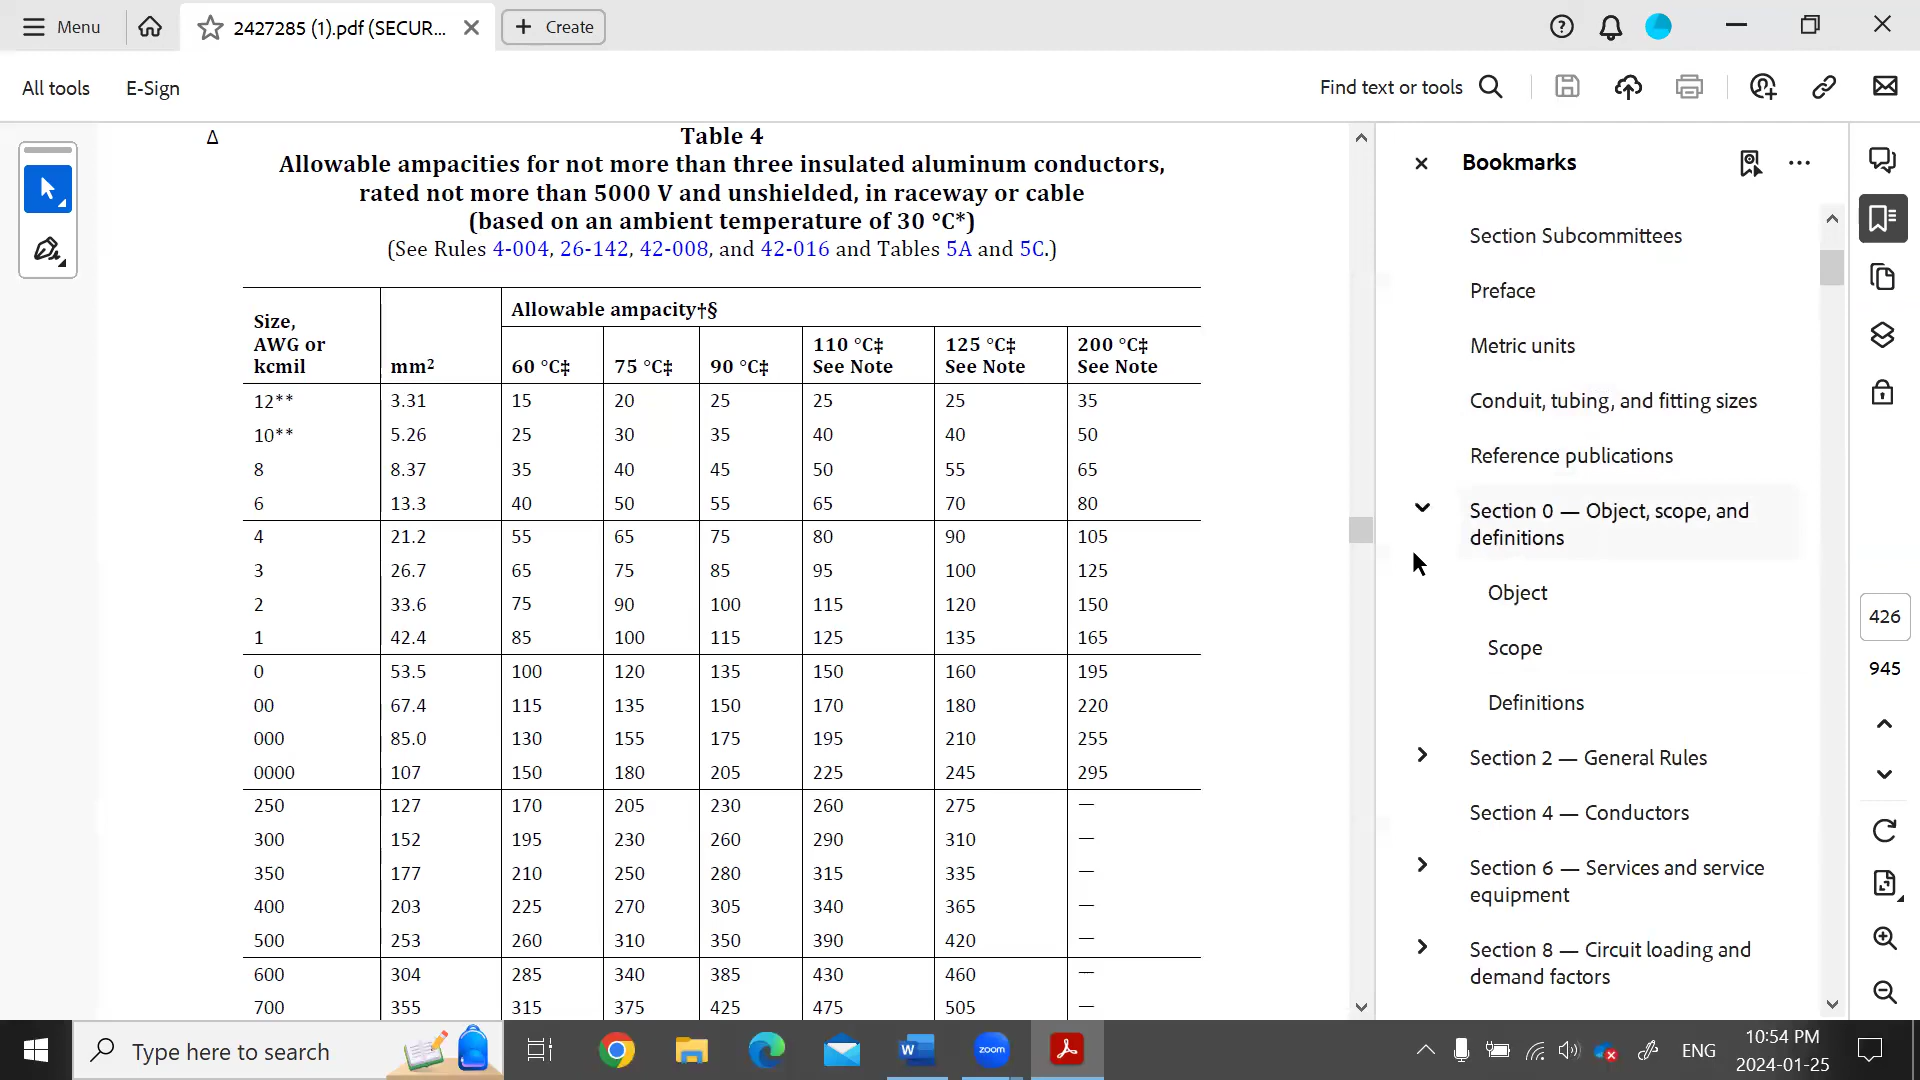 Menu
2427285 (1).pdf (SECUR...
Create
All tools
E-Sign
Find text or tools
Δ
Table 4
Allowable ampacities for not more than three insulated aluminum conductors,
rated not more than 5000 V and unshielded, in raceway or cable
(based on an ambient temperature of 30 °C*)
(See Rules 4-004, 26-142, 42-008, and 42-016 and Tables 5A and 5C.)
Size, AWG or kcmil mm² Allowable ampacity†§
60 °C‡ 75 °C‡ 90 °C‡ 110 °C‡ See Note 125 °C‡ See Note 200 °C‡ See Note
12** 3.31 15 20 25 25 25 35
10** 5.26 25 30 35 40 40 50
8 8.37 35 40 45 50 55 65
6 13.3 40 50 55 65 70 80
4 21.2 55 65 75 80 90 105
3 26.7 65 75 85 95 100 125
2 33.6 75 90 100 115 120 150
1 42.4 85 100 115 125 135 165
0 53.5 100 120 135 150 160 195
00 67.4 115 135 150 170 180 220
000 85.0 130 155 175 195 210 255
0000 107 150 180 205 225 245 295
250 127 170 205 230 260 275 —
300 152 195 230 260 290 310 —
350 177 210 250 280 315 335 —
400 203 225 270 305 340 365 —
500 253 260 310 350 390 420 —
600 304 285 340 385 430 460 —
700 355 315 375 425 475 505 —
Bookmarks
Section Subcommittees
Preface
Metric units
Conduit, tubing, and fitting sizes
Reference publications
Section 0 — Object, scope, and
definitions
Object
Scope
Definitions
Section 2 — General Rules
Section 4 — Conductors
Section 6 — Services and service
equipment
Section 8 — Circuit loading and
demand factors
426
945
Type here to search
W
zoom
ENG
10:54 PM
2024-01-25